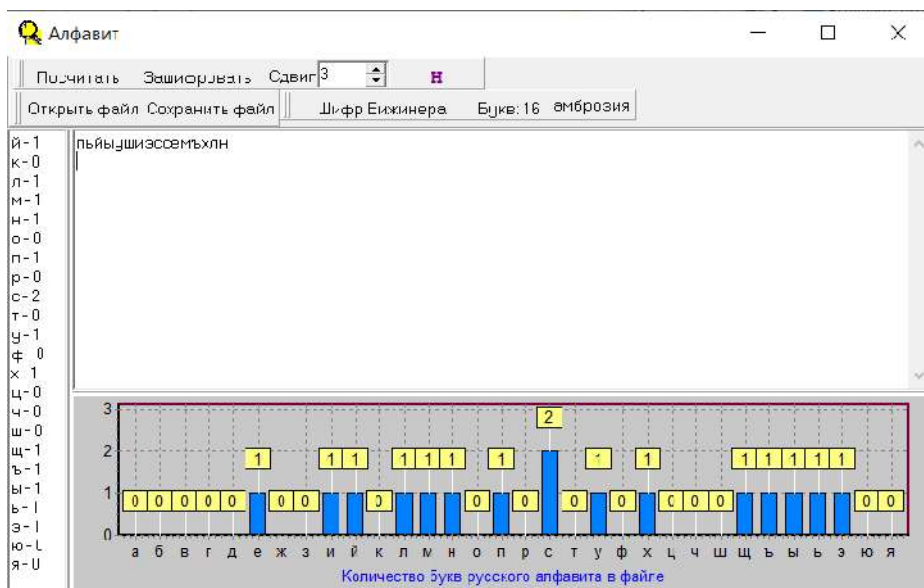 Алфавит
Посчитать Зашифровать Сдвиг 3 Н
Открыть файл Сохранить файл Шифр Вижинера Букв: 16 амброзия
й-1
к-0
л-1
м-1
н-1
о-0
п-1
р-0
с-2
т-0
у-1
ф-0
х-1
ц-0
ч-0
ш-0
щ-1
ъ-1
ы-1
ь-1
э-1
ю-0
я-0
пьйыущиэссемъхлн
3
2
1
0
0 0 0 0 0 1 0 0 1 1 0 1 1 1 0 1 0 2 0 1 0 1 0 0 0 1 1 1 1 1 0 0
а б в г д е ж з и й к л м н о п р с т у ф х ц ч ш щ ъ ы ь э ю я
Количество букв русского алфавита в файле